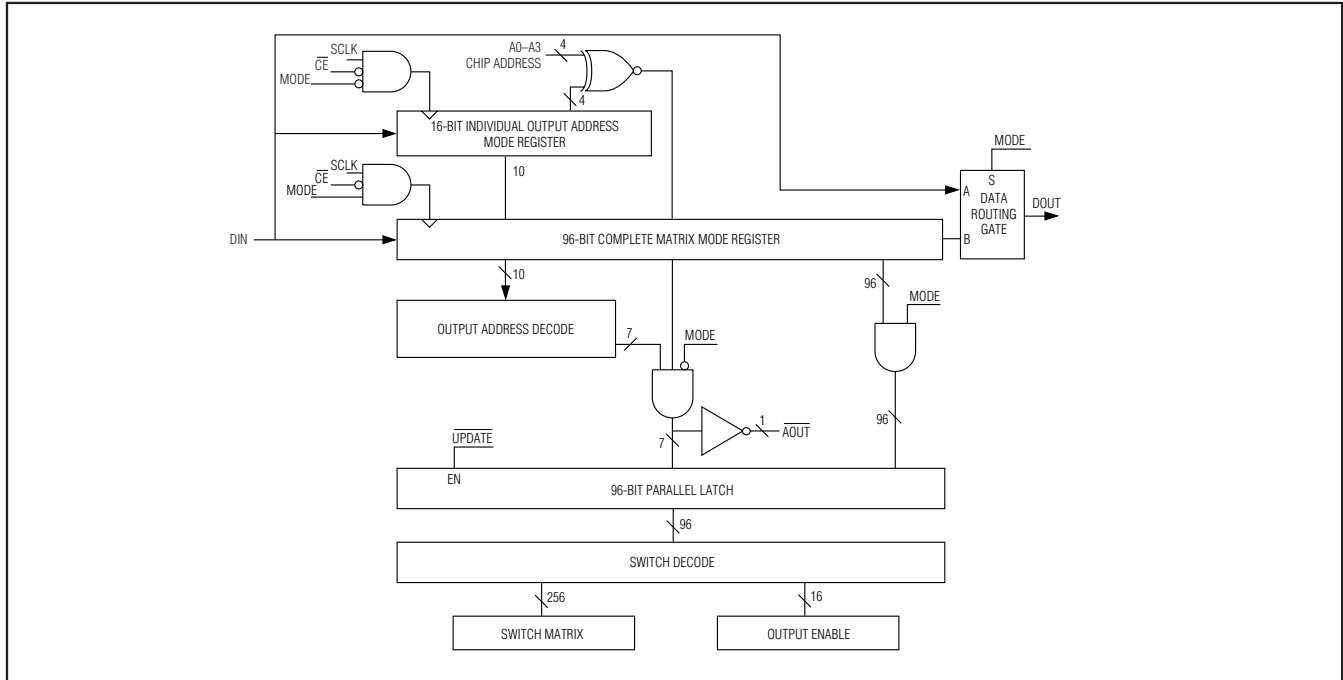 SCLK
CE
MODE
A0–A3
CHIP ADDRESS
4
4
16-BIT INDIVIDUAL OUTPUT ADDRESS
MODE REGISTER
SCLK
CE
MODE
10
MODE
S
A
DATA
ROUTING
GATE
B
DOUT
DIN
96-BIT COMPLETE MATRIX MODE REGISTER
10
96
MODE
OUTPUT ADDRESS DECODE
7
MODE
1
AOUT
7
96
UPDATE
EN
96-BIT PARALLEL LATCH
96
SWITCH DECODE
256
16
SWITCH MATRIX
OUTPUT ENABLE